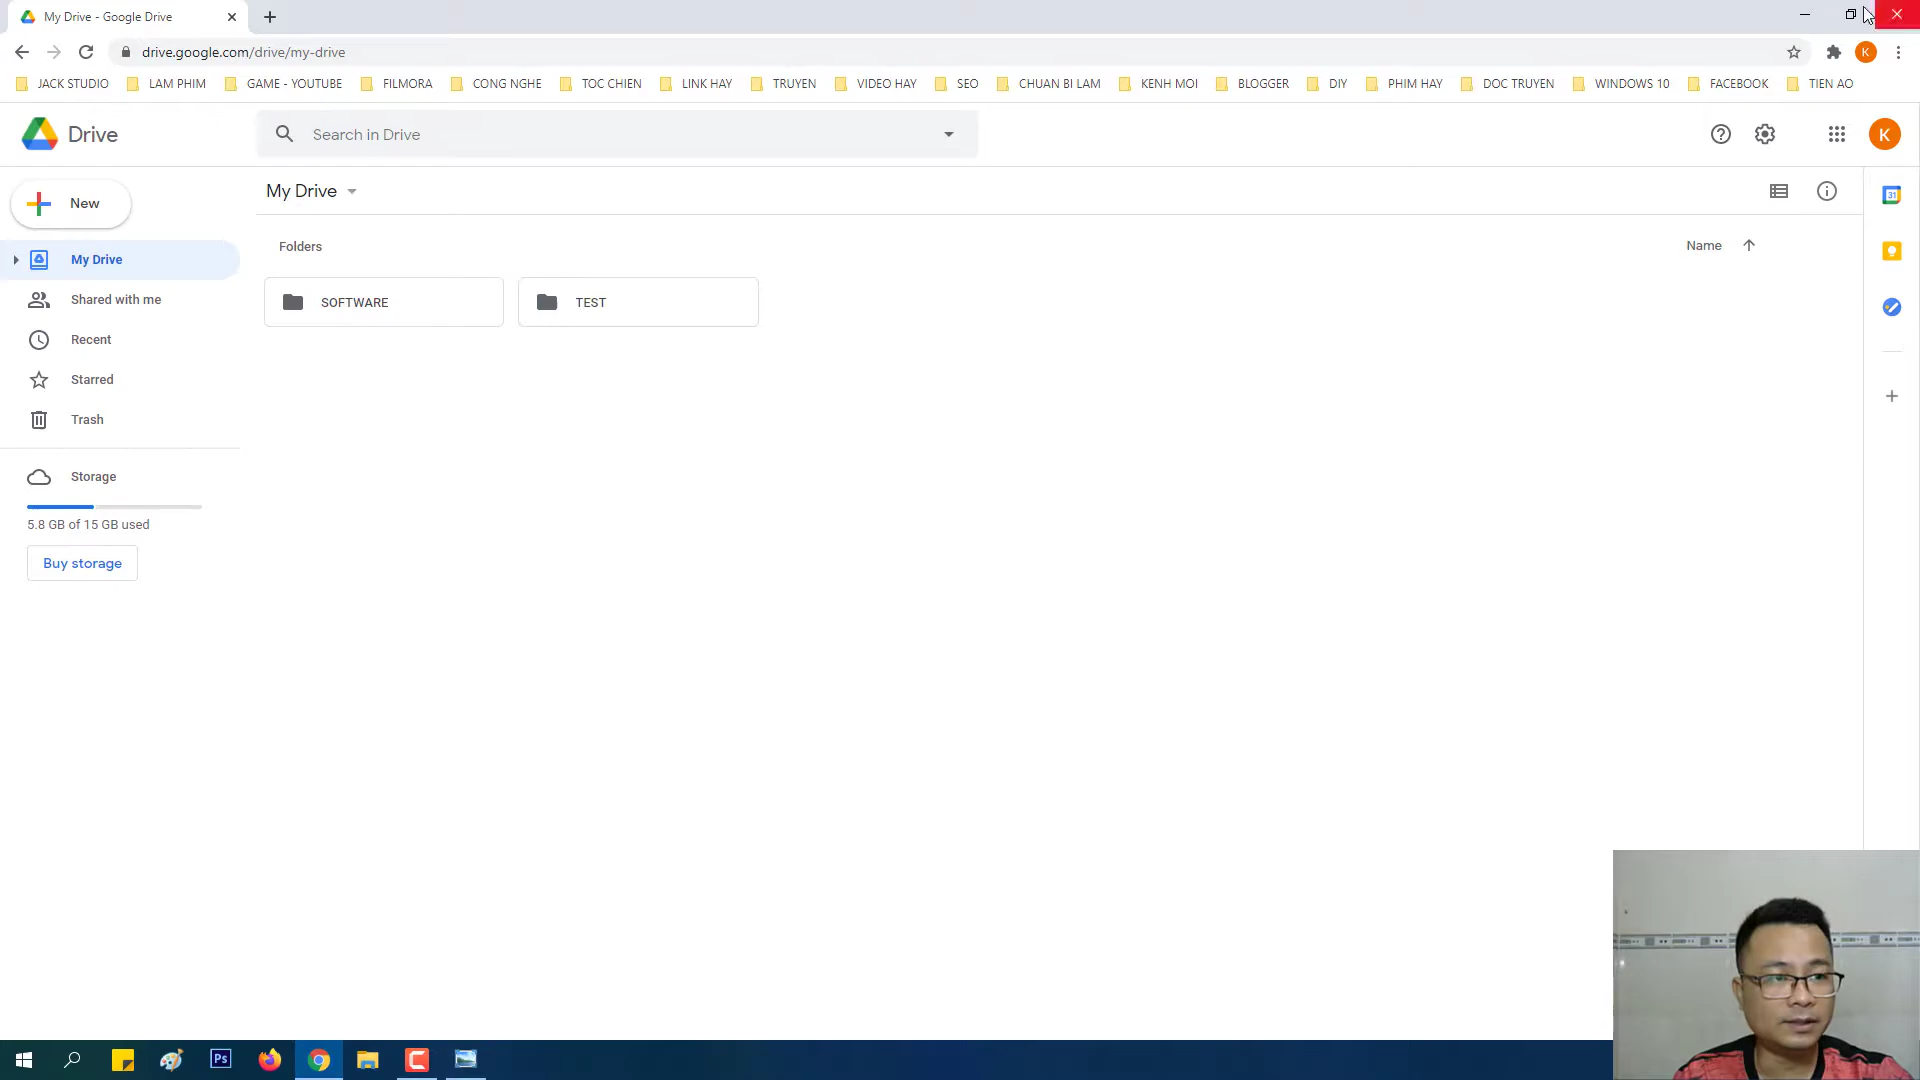 My Drive - Google Drive
drive.google.com/drive/my-drive
JACK STUDIO LAM PHIM GAME - YOUTUBE FILMORA CONG NGHE TOC CHIEN LINK HAY TRUYEN VIDEO HAY SEO CHUAN BI LAM KENH MOI BLOGGER DIY PHIM HAY DOC TRUYEN WINDOWS 10 FACEBOOK TIEN AO
Drive
Search in Drive
K
K
New
My Drive
My Drive
Shared with me
Recent
Starred
Trash
Storage
5.8 GB of 15 GB used
Buy storage
Folders
Name
SOFTWARE
TEST
31
Ps